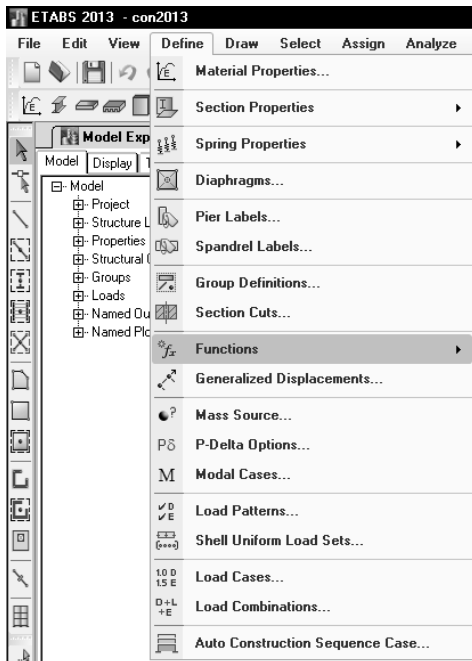 ETABS 2013 - con2013
File Edit View Define Draw Select Assign Analyze
Material Properties...
Section Properties
Model Exp
Spring Properties
Model Display
Model
Diaphragms...
Project
Structure L
Pier Labels...
Properties
Spandrel Labels...
Structural
Groups
Group Definitions...
Loads
Named Ou
Section Cuts...
Named Plo
fx Functions
Generalized Displacements...
? Mass Source...
Pδ P-Delta Options...
M Modal Cases...
D
E Load Patterns...
Shell Uniform Load Sets...
1.0 D
1.5 E Load Cases...
D+L
+E Load Combinations...
Auto Construction Sequence Case...